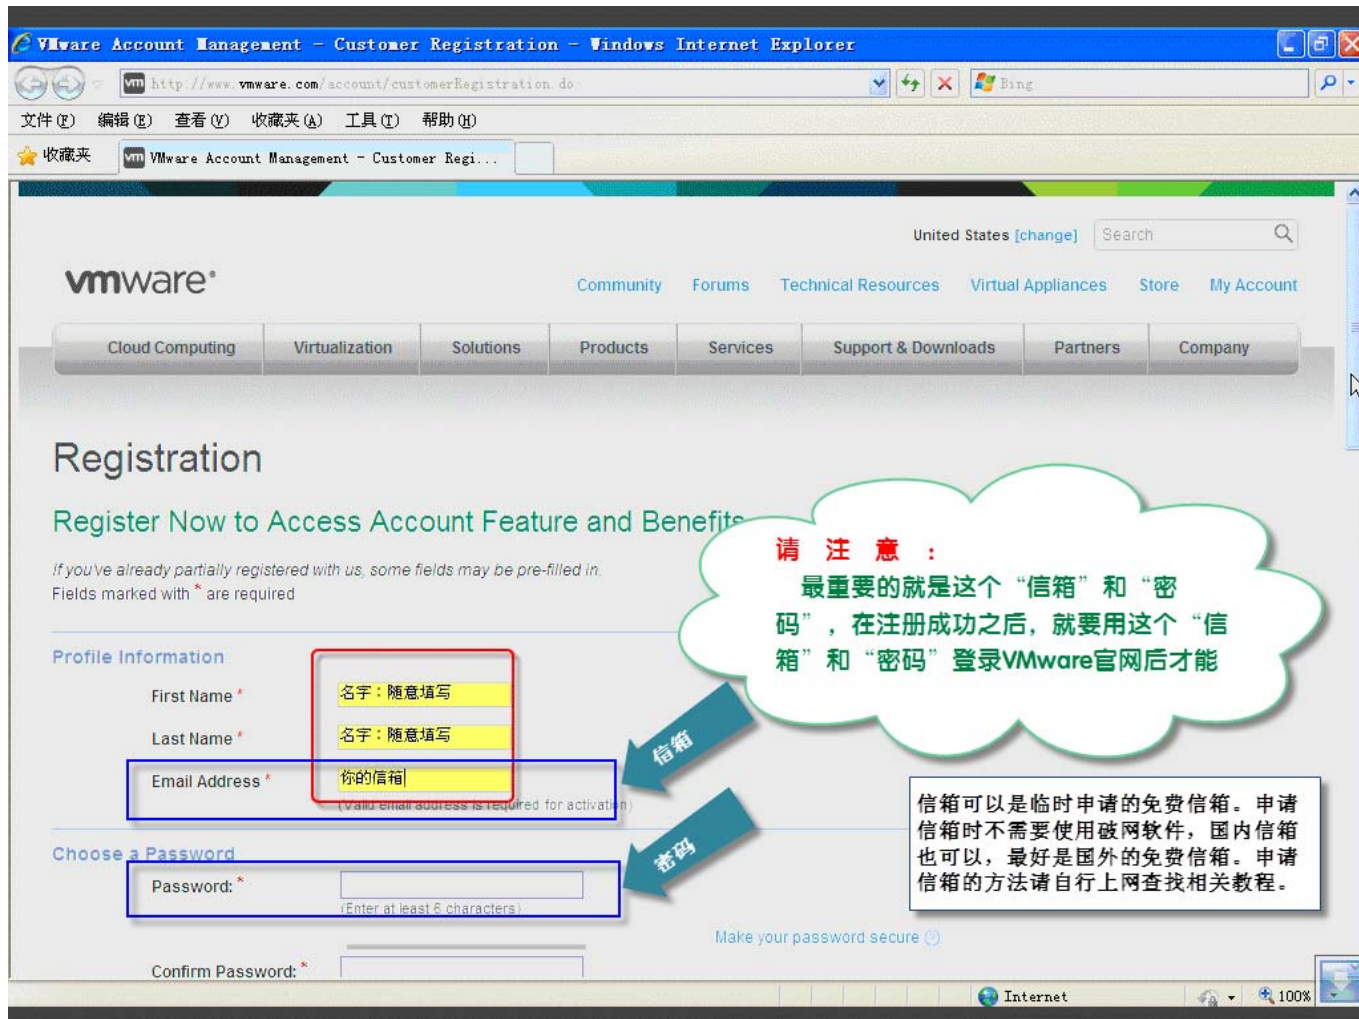 VMware Account Management - Customer Registration - Windows Internet Explorer
http://www.vmware.com/account/customerRegistration.do
Bing
文件(F) 编辑(E) 查看(V) 收藏夹(A) 工具(T) 帮助(H)
收藏夹
VMware Account Management - Customer Regi...
United States [change] Search
vmware®
Community Forums Technical Resources Virtual Appliances Store My Account
Cloud Computing Virtualization Solutions Products Services Support & Downloads Partners Company
Registration
Register Now to Access Account Feature and Benefits
If you've already partially registered with us, some fields may be pre-filled in.
Fields marked with * are required
请 注 意 :
最重要的就是这个“信箱”和“密
码”,在注册成功之后,就要用这个“信
箱”和“密码”登录VMware官网后才能
Profile Information
First Name * 名字:随意填写
Last Name * 名字:随意填写
Email Address * 你的信箱
(Valid email address is required for activation)
信箱
信箱可以是临时申请的免费信箱。申请
信箱时不需要使用破网软件,国内信箱
也可以,最好是国外的免费信箱。申请
信箱的方法请自行上网查找相关教程。
Choose a Password
Password: *
(Enter at least 6 characters)
密码
Make your password secure (?)
Confirm Password: *
Internet 100%